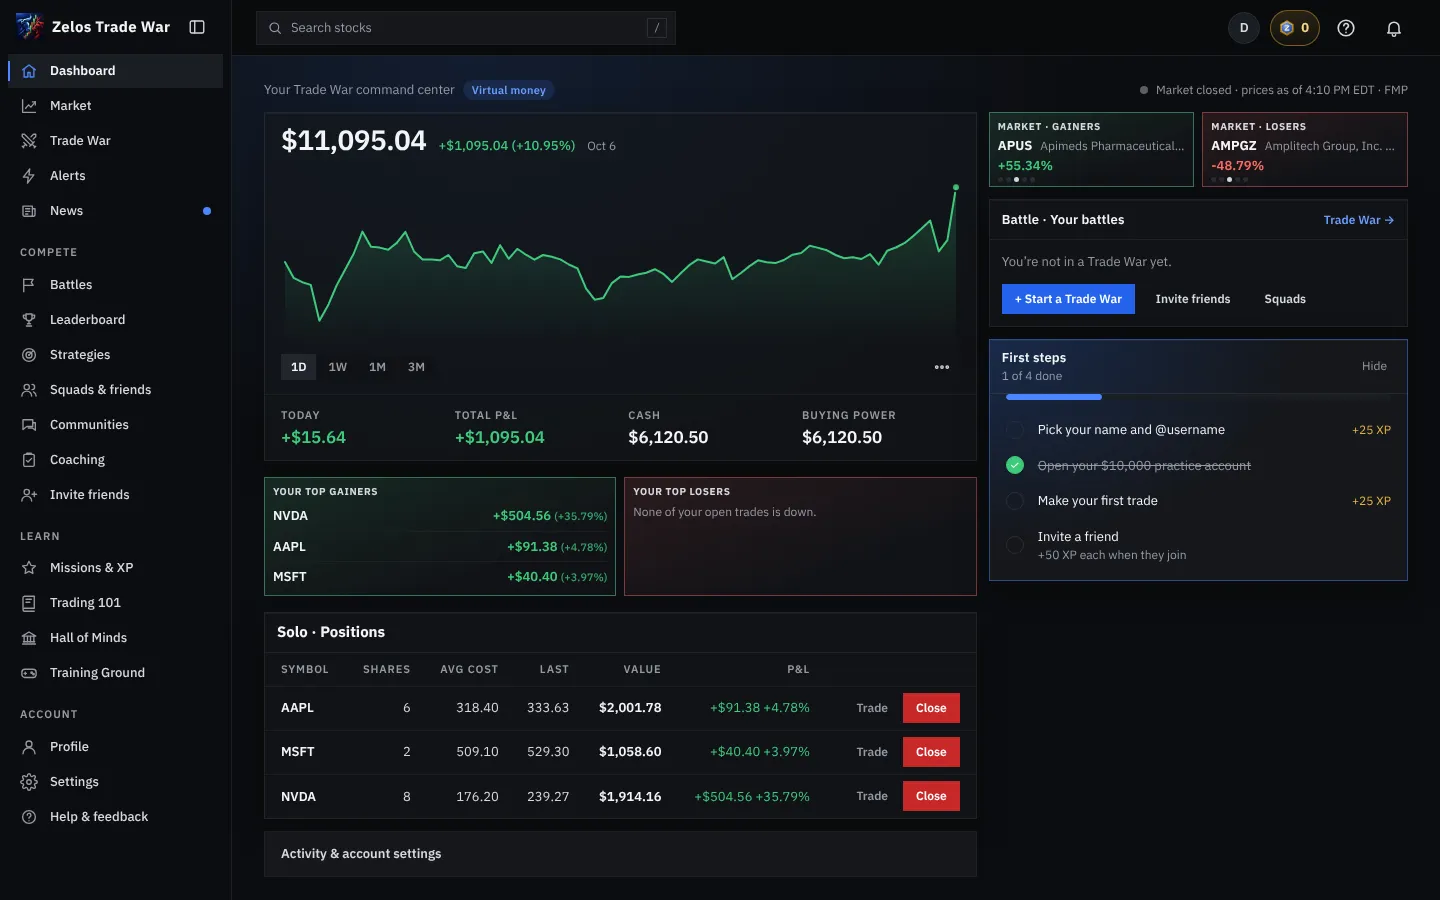 Zelos Trade War
Search stocks
/
D
0
Dashboard
Market
Trade War
Alerts
News
COMPETE
Battles
Leaderboard
Strategies
Squads & friends
Communities
Coaching
Invite friends
LEARN
Missions & XP
Trading 101
Hall of Minds
Training Ground
ACCOUNT
Profile
Settings
Help & feedback
Your Trade War command center
Virtual money
Market closed · prices as of 4:10 PM EDT · FMP
$11,095.04 +$1,095.04 (+10.95%) Oct 6
1D 1W 1M 3M
TODAY TOTAL P&L CASH BUYING POWER
+$15.64 +$1,095.04 $6,120.50 $6,120.50
YOUR TOP GAINERS
NVDA +$504.56 (+35.79%)
AAPL +$91.38 (+4.78%)
MSFT +$40.40 (+3.97%)
YOUR TOP LOSERS
None of your open trades is down.
Solo · Positions
SYMBOL SHARES AVG COST LAST VALUE P&L
AAPL 6 318.40 333.63 $2,001.78 +$91.38 +4.78% Trade Close
MSFT 2 509.10 529.30 $1,058.60 +$40.40 +3.97% Trade Close
NVDA 8 176.20 239.27 $1,914.16 +$504.56 +35.79% Trade Close
Activity & account settings
MARKET · GAINERS
APUS Apimeds Pharmaceutical...
+55.34%
MARKET · LOSERS
AMPGZ Amplitech Group, Inc. ...
-48.79%
Battle · Your battles
Trade War →
You're not in a Trade War yet.
+ Start a Trade War
Invite friends
Squads
First steps
1 of 4 done
Hide
Pick your name and @username +25 XP
Open your $10,000 practice account
Make your first trade +25 XP
Invite a friend
+50 XP each when they join